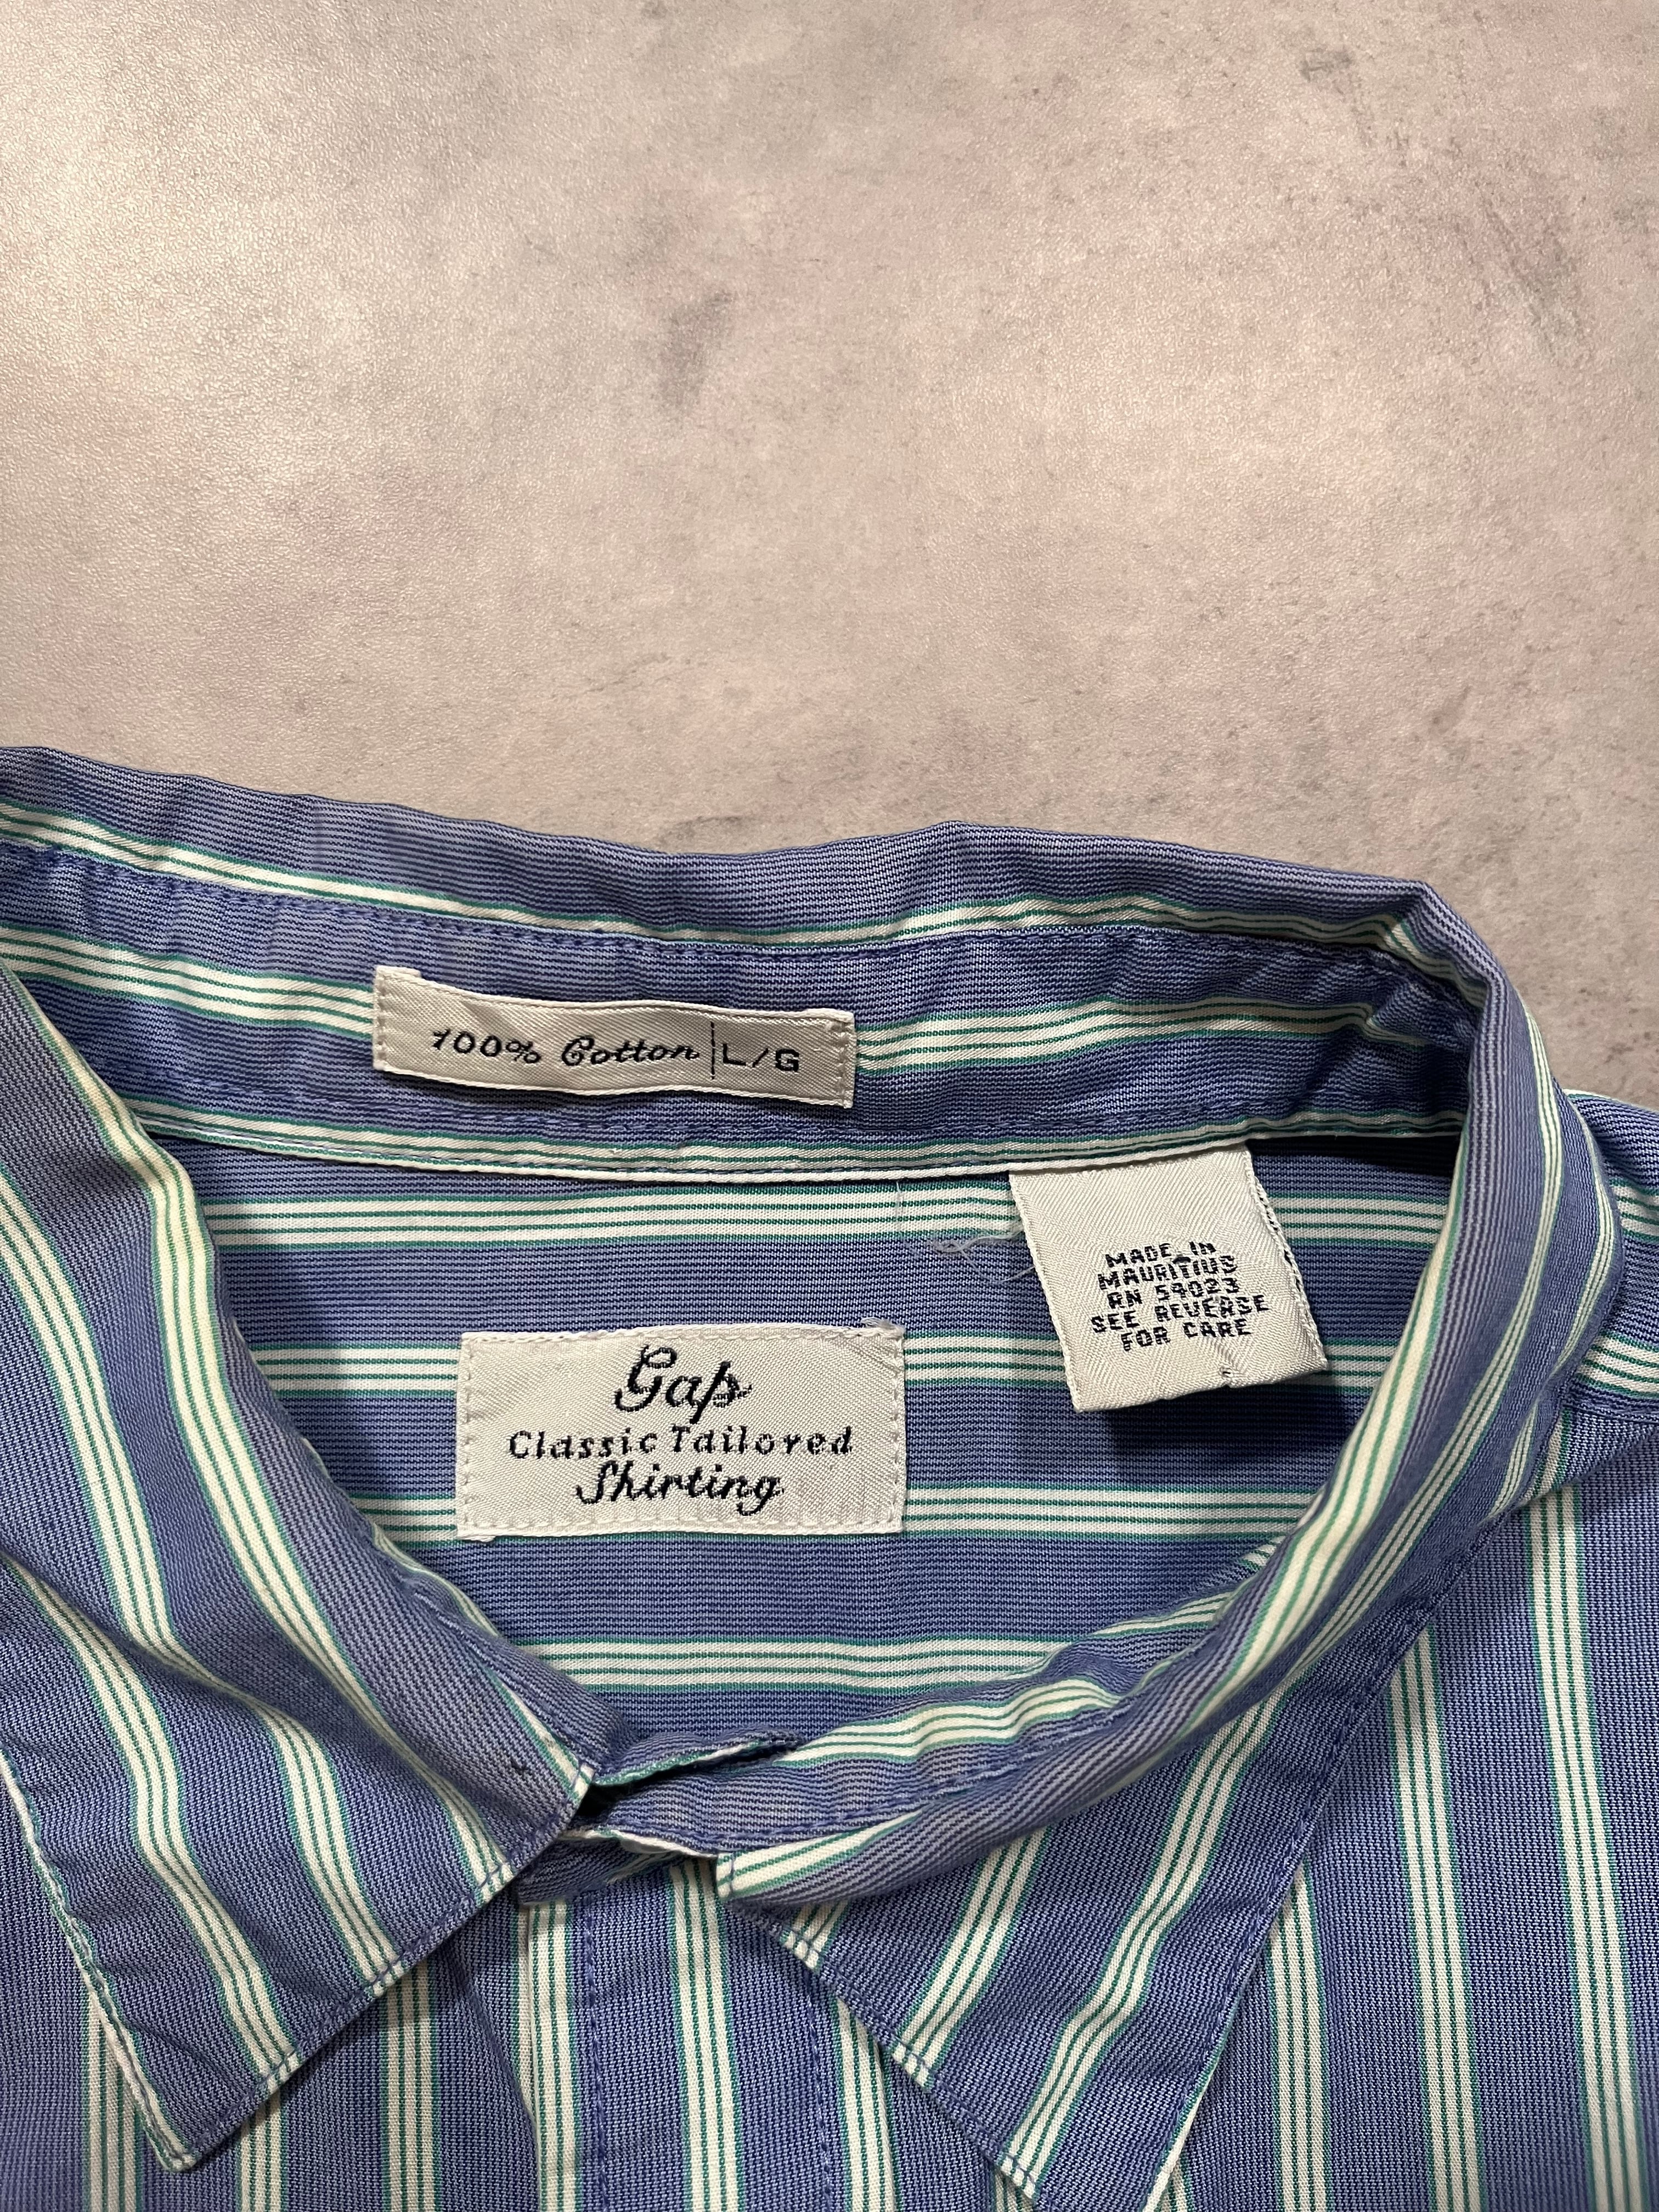 100% Cotton L/G
MADE IN
MAURITIUS
RN 54023
SEE REVERSE
FOR CARE
Gap
Classic Tailored
Shirting